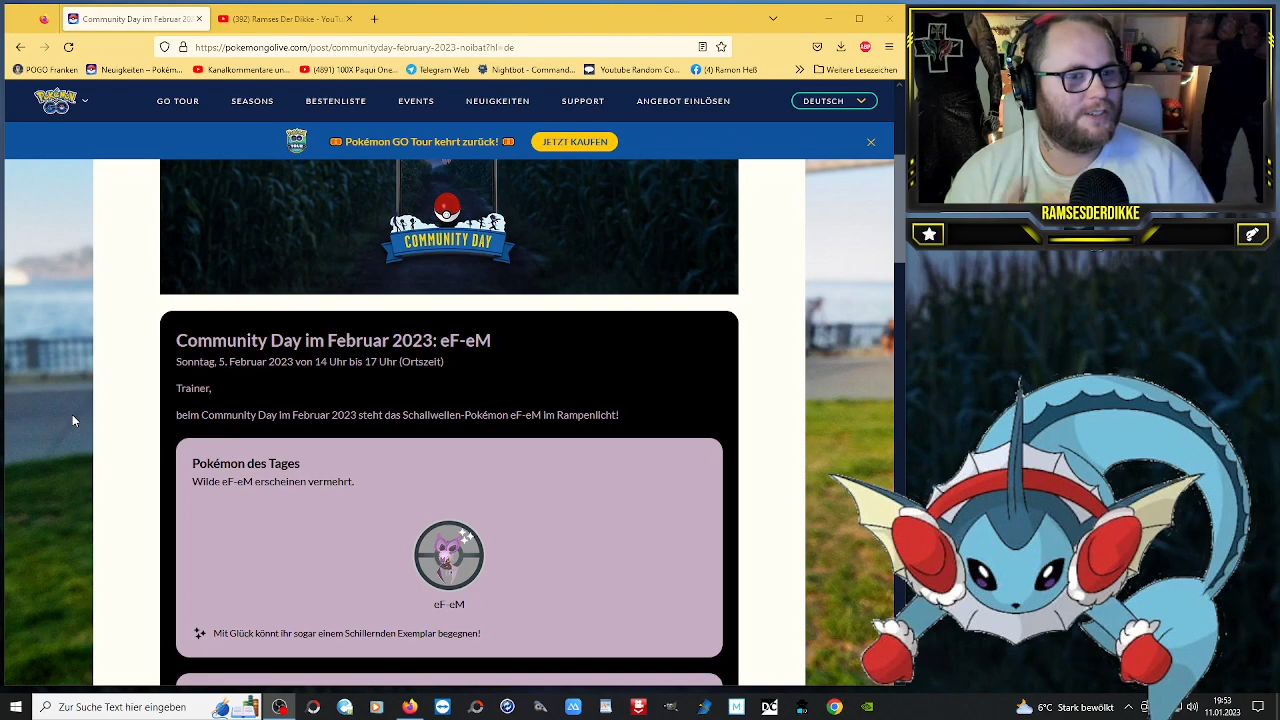 Community Day im Februar 202
(392) Ramses Der Dikke - YouTu
https://pokemongolive.com/post/communityday-february-2023-noibat?hl=de
POGO Franken
Neuigkeiten – Pokém...
Kanalkommentare un...
(4891) 100X Paqui One...
Telegram Web
Nightbot - Command...
Youtube Random Co...
(4) Ramon Heß
Weitere Lesezeichen
POKÉMON GO
GO TOUR
SEASONS
BESTENLISTE
EVENTS
NEUIGKEITEN
SUPPORT
ANGEBOT EINLÖSEN
DEUTSCH
Pokémon GO Tour kehrt zurück!
JETZT KAUFEN
COMMUNITY DAY
Community Day im Februar 2023: eF-eM
Sonntag, 5. Februar 2023 von 14 Uhr bis 17 Uhr (Ortszeit)
Trainer,
beim Community Day im Februar 2023 steht das Schallwellen-Pokémon eF-eM im Rampenlicht!
Pokémon des Tages
Wilde eF-eM erscheinen vermehrt.
eF-eM
Mit Glück könnt ihr sogar einem Schillernden Exemplar begegnen!
RAMSESDERDIKKE
Zur Suche Text hier eingeben
6°C Stark bewölkt
19:53
11.01.2023